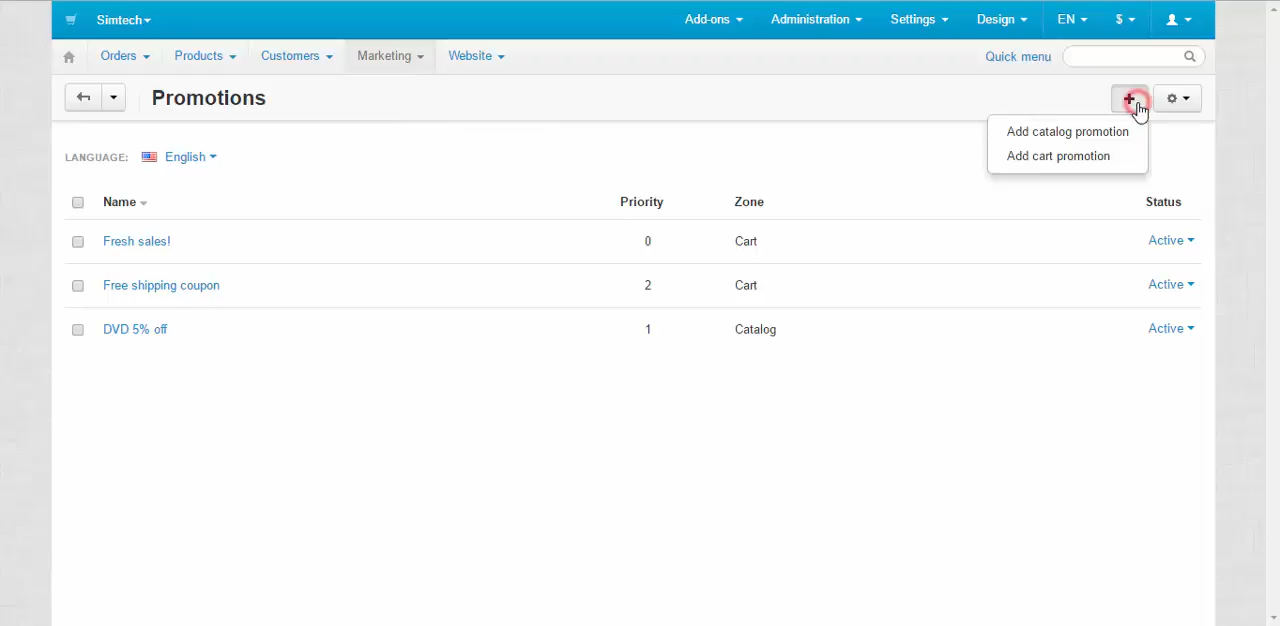 Simtech
Add-ons Administration Settings Design EN $
Orders Products Customers Marketing Website Quick menu
Promotions
Add catalog promotion
Add cart promotion
LANGUAGE: English
Name Priority Zone Status
Fresh sales! 0 Cart Active
Free shipping coupon 2 Cart Active
DVD 5% off 1 Catalog Active